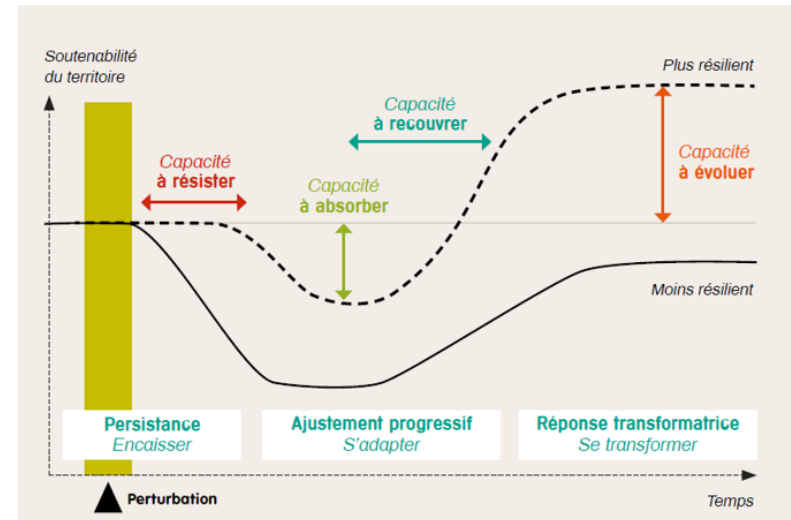 Soutenabilité
du territoire
Plus résilient
Capacité
à recouvrer
Capacité
à résister
Capacité
à absorber
Capacité
à évoluer
Moins résilient
Persistance
Encaisser
Ajustement progressif
S'adapter
Réponse transformatrice
Se transformer
Perturbation
Temps